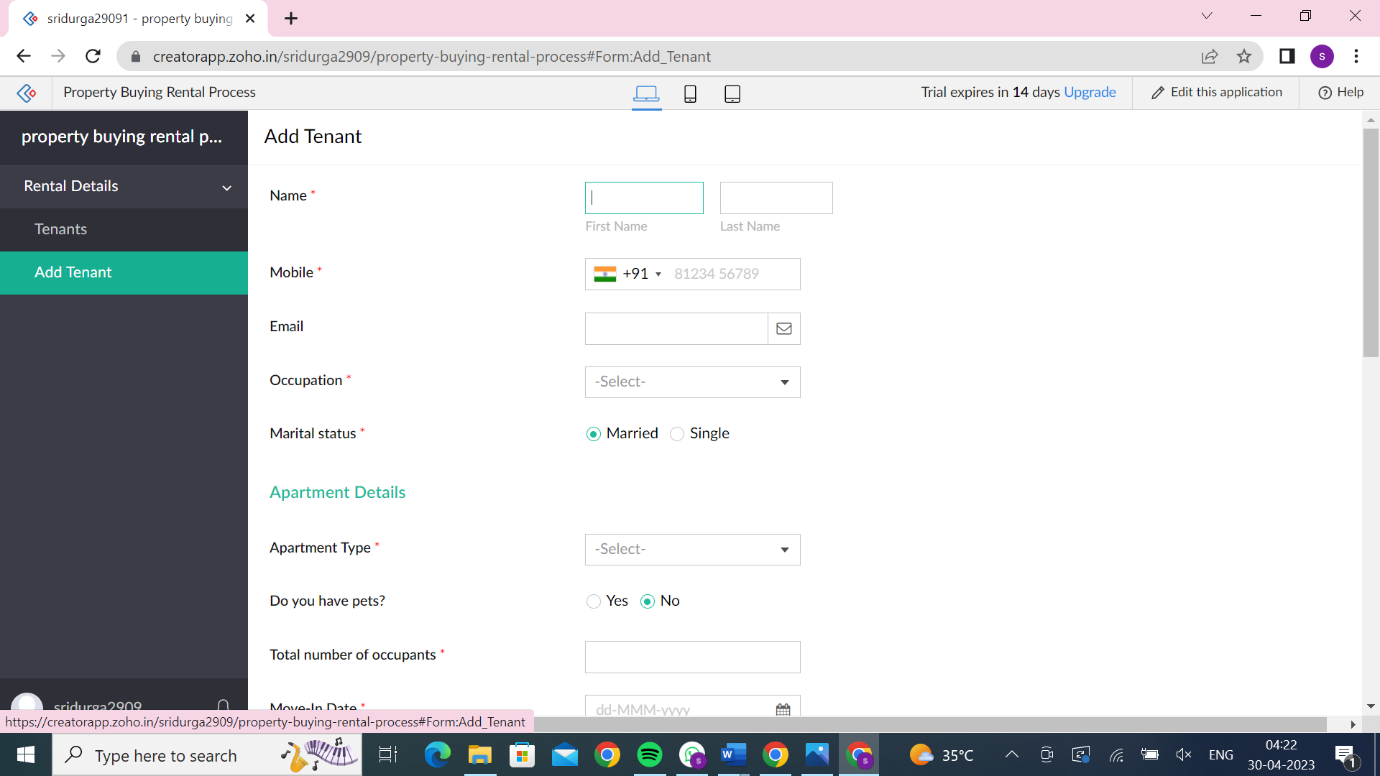 sridurga29091 - property buying
creatorapp.zoho.in/sridurga2909/property-buying-rental-process#Form:Add_Tenant
S
Property Buying Rental Process
Trial expires in 14 days Upgrade
Edit this application
Help
property buying rental p...
Add Tenant
Rental Details
Tenants
Add Tenant
Name *
First Name
Last Name
Mobile *
+91
81234 56789
Email
Occupation *
-Select-
Marital status *
Married
Single
Apartment Details
Apartment Type *
-Select-
Do you have pets?
Yes
No
Total number of occupants *
Move-In Date *
dd-MMM-yyyy
sridurga2909
https://creatorapp.zoho.in/sridurga2909/property-buying-rental-process#Form:Add_Tenant
Type here to search
35°C
ENG
04:22
30-04-2023
1